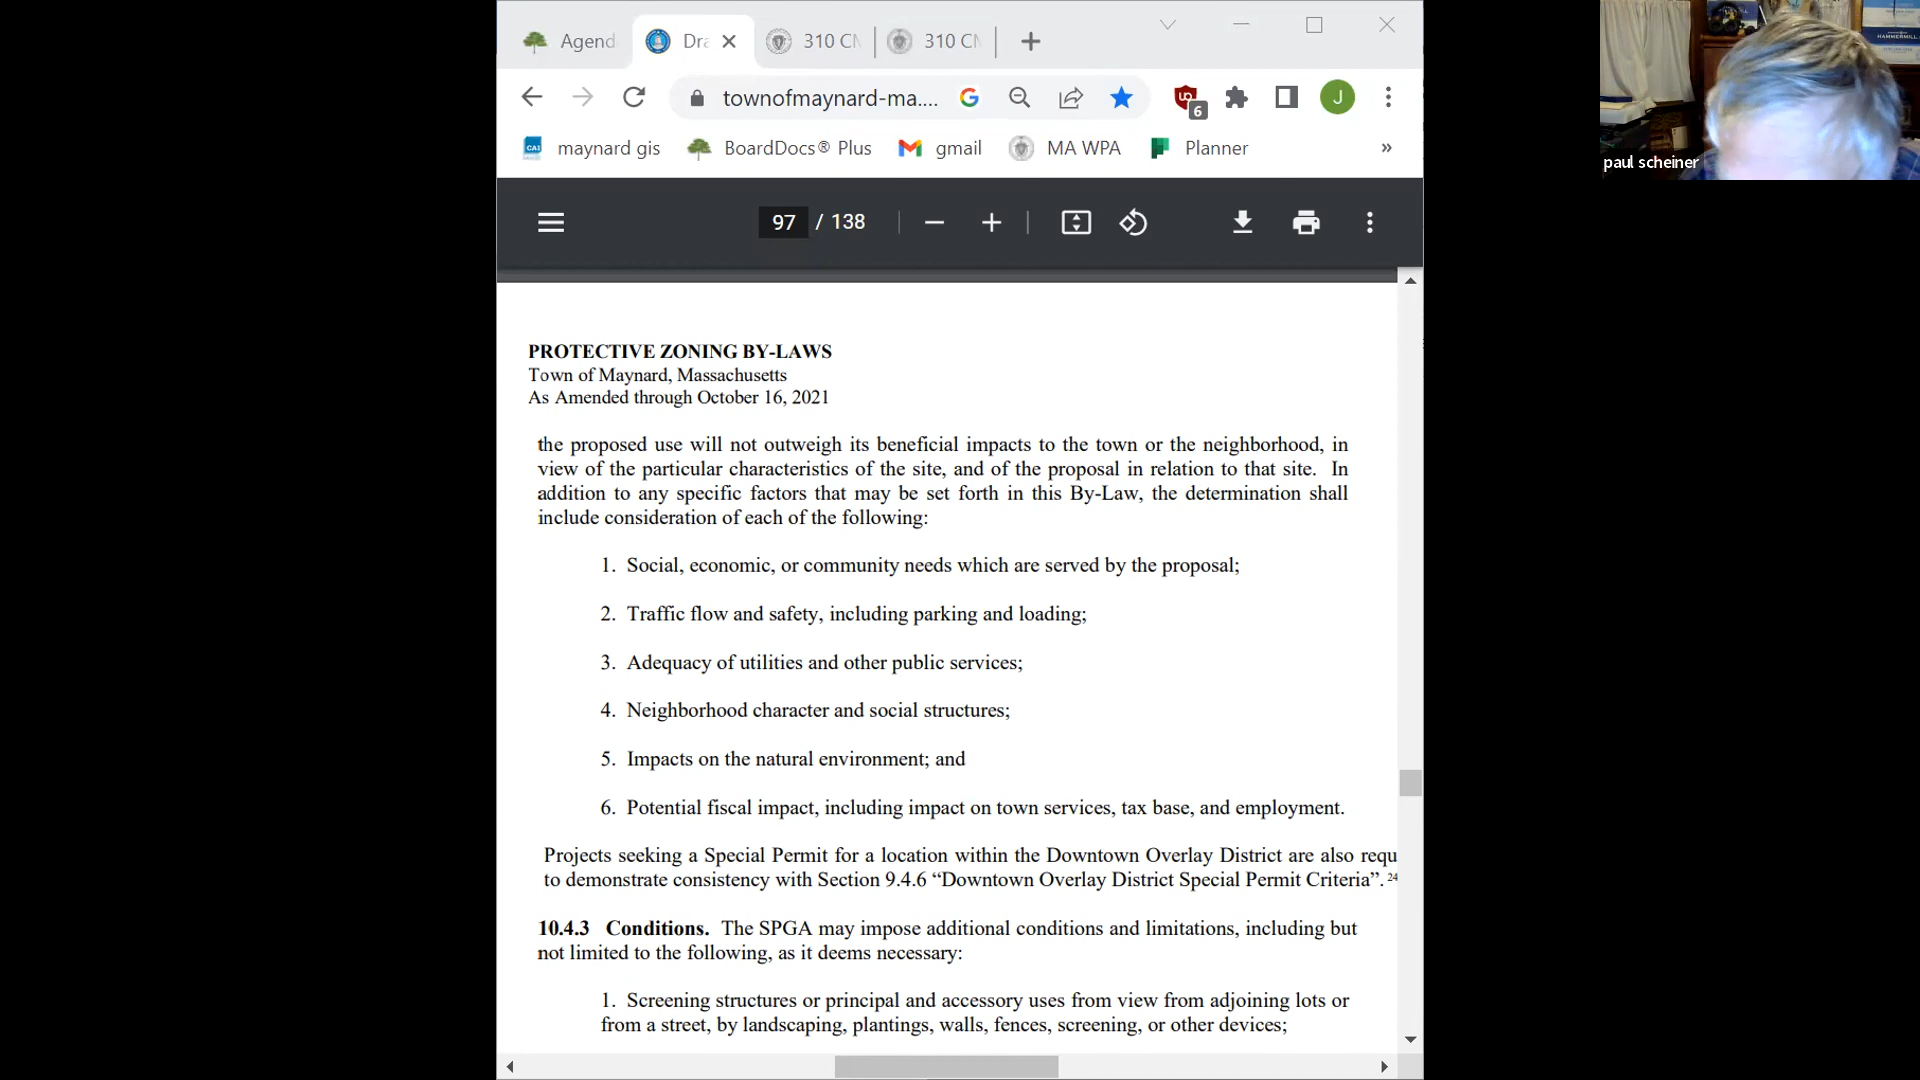 Agend
Dra
310 CM
310 CM
townofmaynard-ma....
6
J
maynard gis
BoardDocs® Plus
gmail
MA WPA
Planner
»
97 / 138
PROTECTIVE ZONING BY-LAWS
Town of Maynard, Massachusetts
As Amended through October 16, 2021
the proposed use will not outweigh its beneficial impacts to the town or the neighborhood, in
view of the particular characteristics of the site, and of the proposal in relation to that site. In
addition to any specific factors that may be set forth in this By-Law, the determination shall
include consideration of each of the following:
1. Social, economic, or community needs which are served by the proposal;
2. Traffic flow and safety, including parking and loading;
3. Adequacy of utilities and other public services;
4. Neighborhood character and social structures;
5. Impacts on the natural environment; and
6. Potential fiscal impact, including impact on town services, tax base, and employment.
Projects seeking a Special Permit for a location within the Downtown Overlay District are also requ
to demonstrate consistency with Section 9.4.6 “Downtown Overlay District Special Permit Criteria”. 24
10.4.3 Conditions. The SPGA may impose additional conditions and limitations, including but
not limited to the following, as it deems necessary:
1. Screening structures or principal and accessory uses from view from adjoining lots or
from a street, by landscaping, plantings, walls, fences, screening, or other devices;
paul scheiner
HAMMERMILL